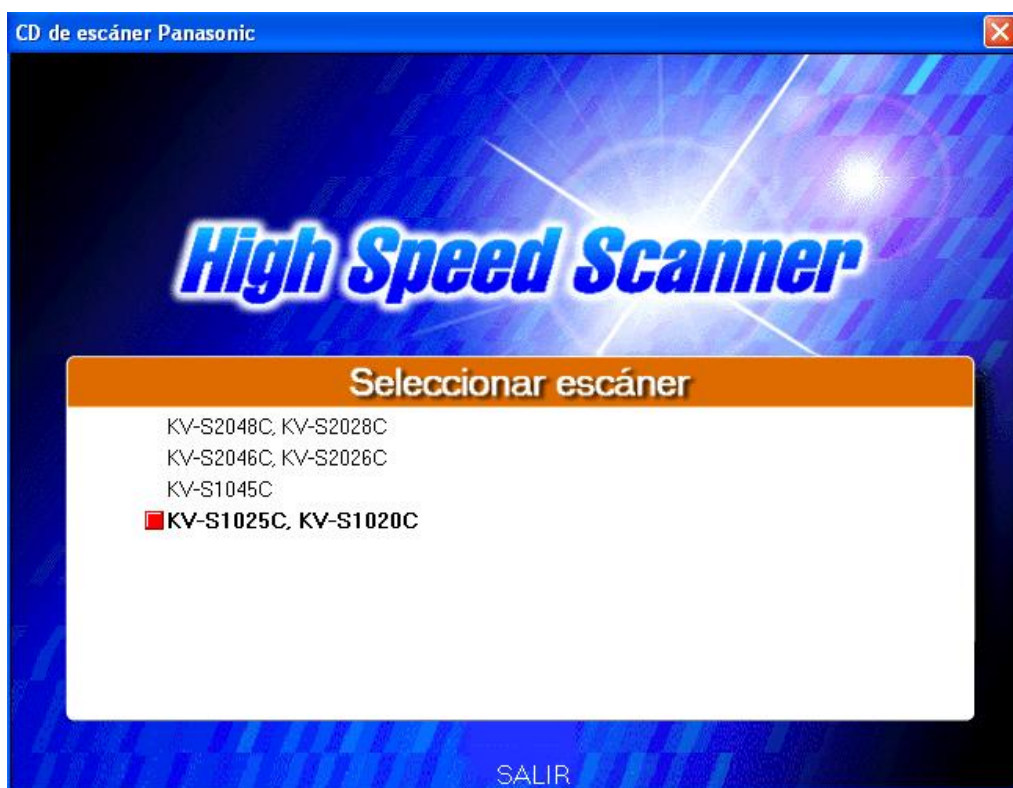 CD de escáner Panasonic
High Speed Scanner
Seleccionar escáner
KV-S2048C, KV-S2028C
KV-S2046C, KV-S2026C
KV-S1045C
KV-S1025C, KV-S1020C
SALIR